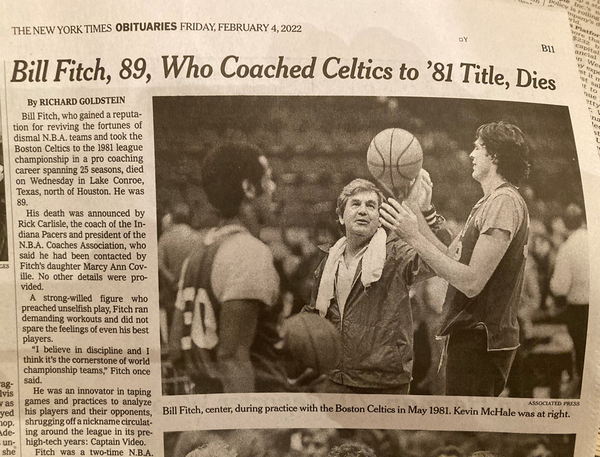 THE NEW YORK TIMES OBITUARIES FRIDAY, FEBRUARY 4, 2022
B11
Bill Fitch, 89, Who Coached Celtics to ’81 Title, Dies
By RICHARD GOLDSTEIN
Bill Fitch, who gained a reputa-
tion for reviving the fortunes of
dismal N.B.A. teams and took the
Boston Celtics to the 1981 league
championship in a pro coaching
career spanning 25 seasons, died
on Wednesday in Lake Conroe,
Texas, north of Houston. He was
89.
His death was announced by
Rick Carlisle, the coach of the In-
diana Pacers and president of the
N.B.A. Coaches Association, who
said he had been contacted by
Fitch’s daughter Marcy Ann Cov-
ille. No other details were pro-
vided.
A strong-willed figure who
preached unselfish play, Fitch ran
demanding workouts and did not
spare the feelings of even his best
players.
“I believe in discipline and I
think it’s the cornerstone of world
championship teams,” Fitch once
said.
He was an innovator in taping
games and practices to analyze
his players and their opponents,
shrugging off a nickname circulat-
ing around the league in its pre-
high-tech years: Captain Video.
Fitch was a two-time N.B.A.
ASSOCIATED PRESS
Bill Fitch, center, during practice with the Boston Celtics in May 1981. Kevin McHale was at right.